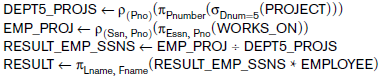 DEPT5_PROJS ← ρ(Pno)(πPnumber(σDnum=5(PROJECT)))
EMP_PROJ ← ρ(Ssn, Pno)(πEssn, Pno(WORKS_ON))
RESULT_EMP_SSNS ← EMP_PROJ ÷ DEPT5_PROJS
RESULT ← πLname, Fname(RESULT_EMP_SSNS * EMPLOYEE)